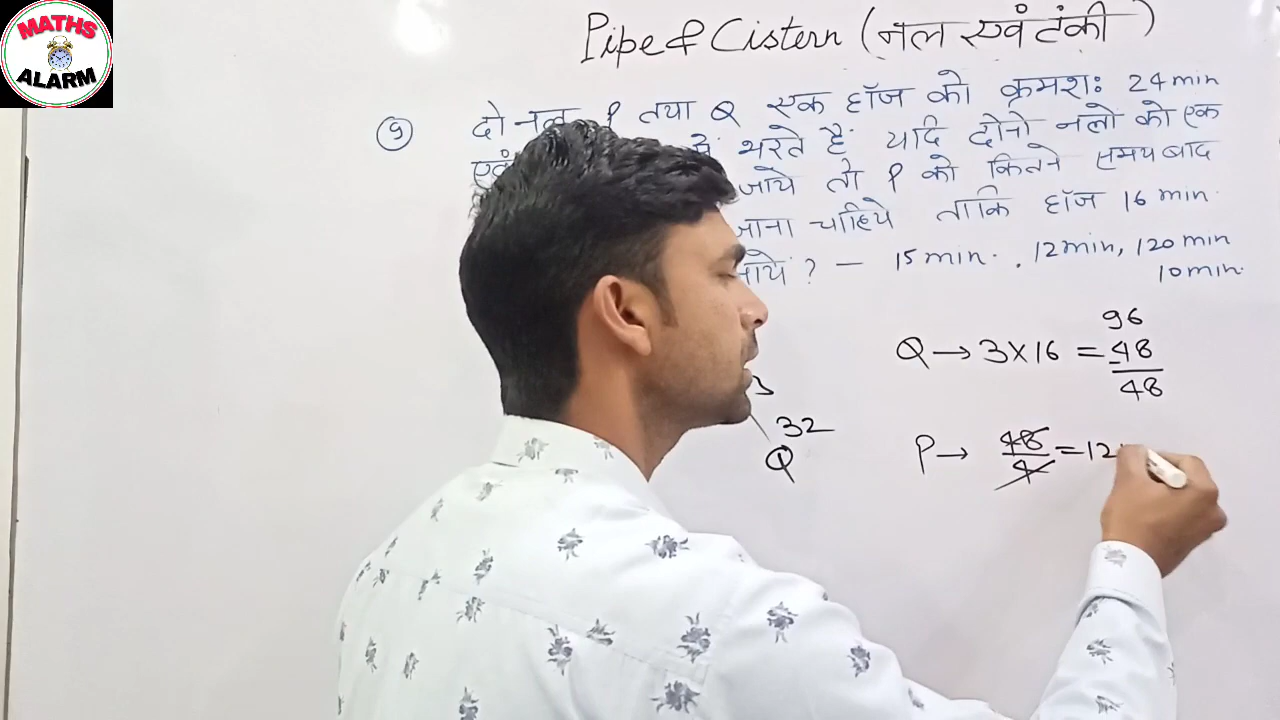 MATHS
ALARM
Pipe & Cistern (नल एवं टंकी)
9 दो नल P तथा Q एक हॉज को क्रमशः 24 min
एवं में भरते हैं यदि दोनो नलो को एक
जाये तो P को कितने समय बाद
जाना चाहिये ताकि हॉज 16 min.
जाये ? — 15 min. , 12 min, 120 min
10 min.
96
Q → 3 × 16 = 48
48
3
32
Q
P → 48/4 = 12